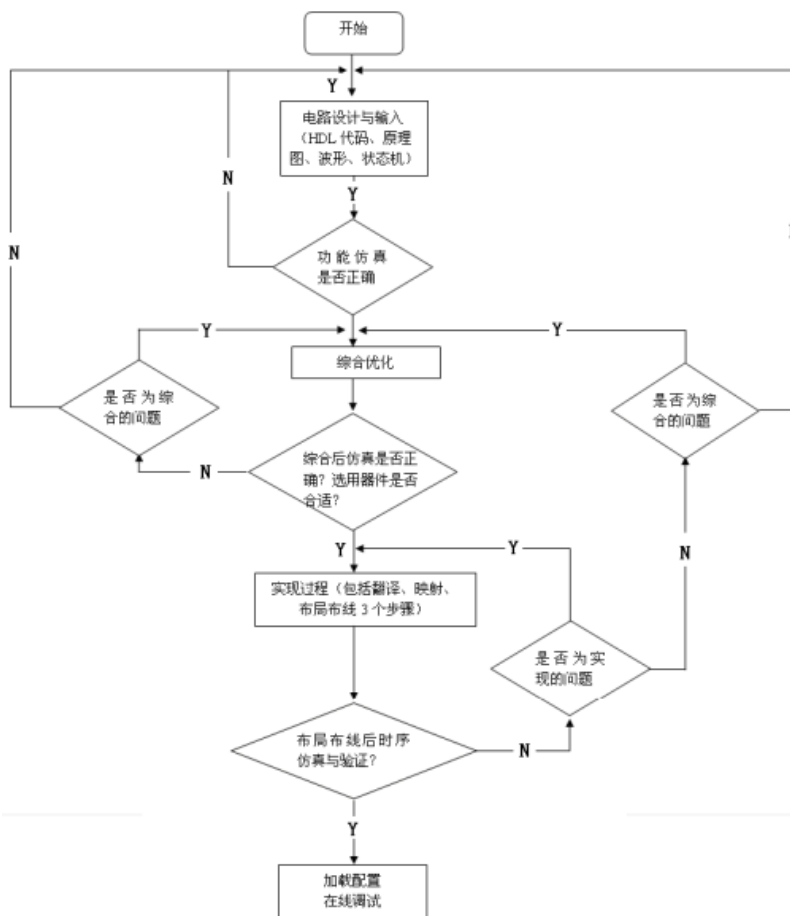 开始
Y
电路设计与输入
（HDL 代码、原理
图、波形、状态机）
N
Y
N
功能仿真
是否正确
Y
Y
综合优化
是否为综
合的问题
是否为综
合的问题
综合后仿真是否正
确？选用器件是否
合适？
N
Y
Y
N
实现过程（包括翻译、映射、
布局布线 3 个步骤）
是否为实
现的问题
布局布线后时序
仿真与验证？
N
Y
加载配置
在线调试